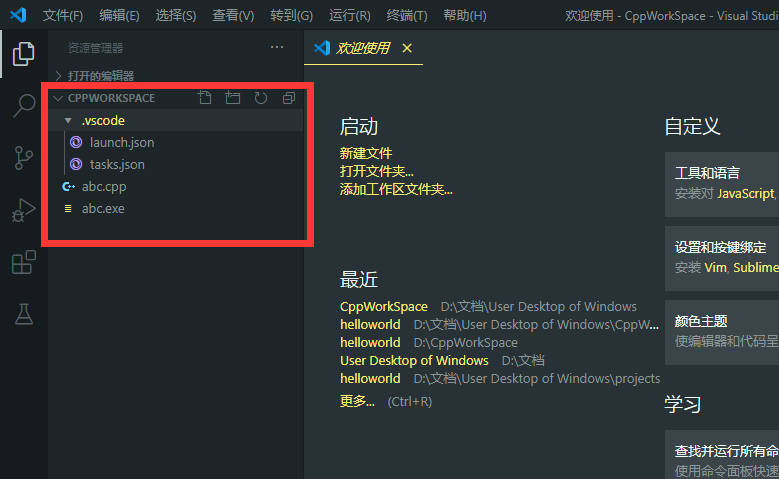 文件(F) 编辑(E) 选择(S) 查看(V) 转到(G) 运行(R) 终端(T) 帮助(H) 欢迎使用 - CppWorkSpace - Visual Studi
资源管理器 ...
欢迎使用
打开的编辑器
CPPWORKSPACE
.vscode
launch.json
tasks.json
abc.cpp
abc.exe
启动
新建文件
打开文件夹...
添加工作区文件夹...
最近
CppWorkSpace D:\文档\User Desktop of Windows
helloworld D:\文档\User Desktop of Windows\CppW...
helloworld D:\CppWorkSpace
User Desktop of Windows D:\文档
helloworld D:\文档\User Desktop of Windows\projects
更多... (Ctrl+R)
自定义
工具和语言
安装对 JavaScript,
设置和按键绑定
安装 Vim, Sublime
颜色主题
使编辑器和代码呈
学习
查找并运行所有命
使用命令面板快速